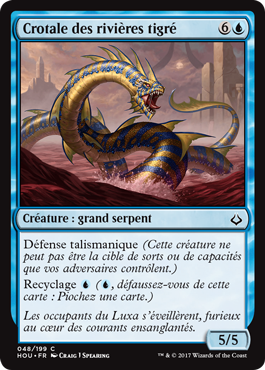 Crotale des rivières tigré 6
Créature : grand serpent
Défense talismanique (Cette créature ne
peut pas être la cible de sorts ou de capacités
que vos adversaires contrôlent.)
Recyclage (, défaussez-vous de cette
carte : Piochez une carte.)
Les occupants du Luxa s'éveillèrent, furieux
au cœur des courants ensanglantés.
5/5
048/199 C
HOU • FR Craig J Spearing
™ & © 2017 Wizards of the Coast